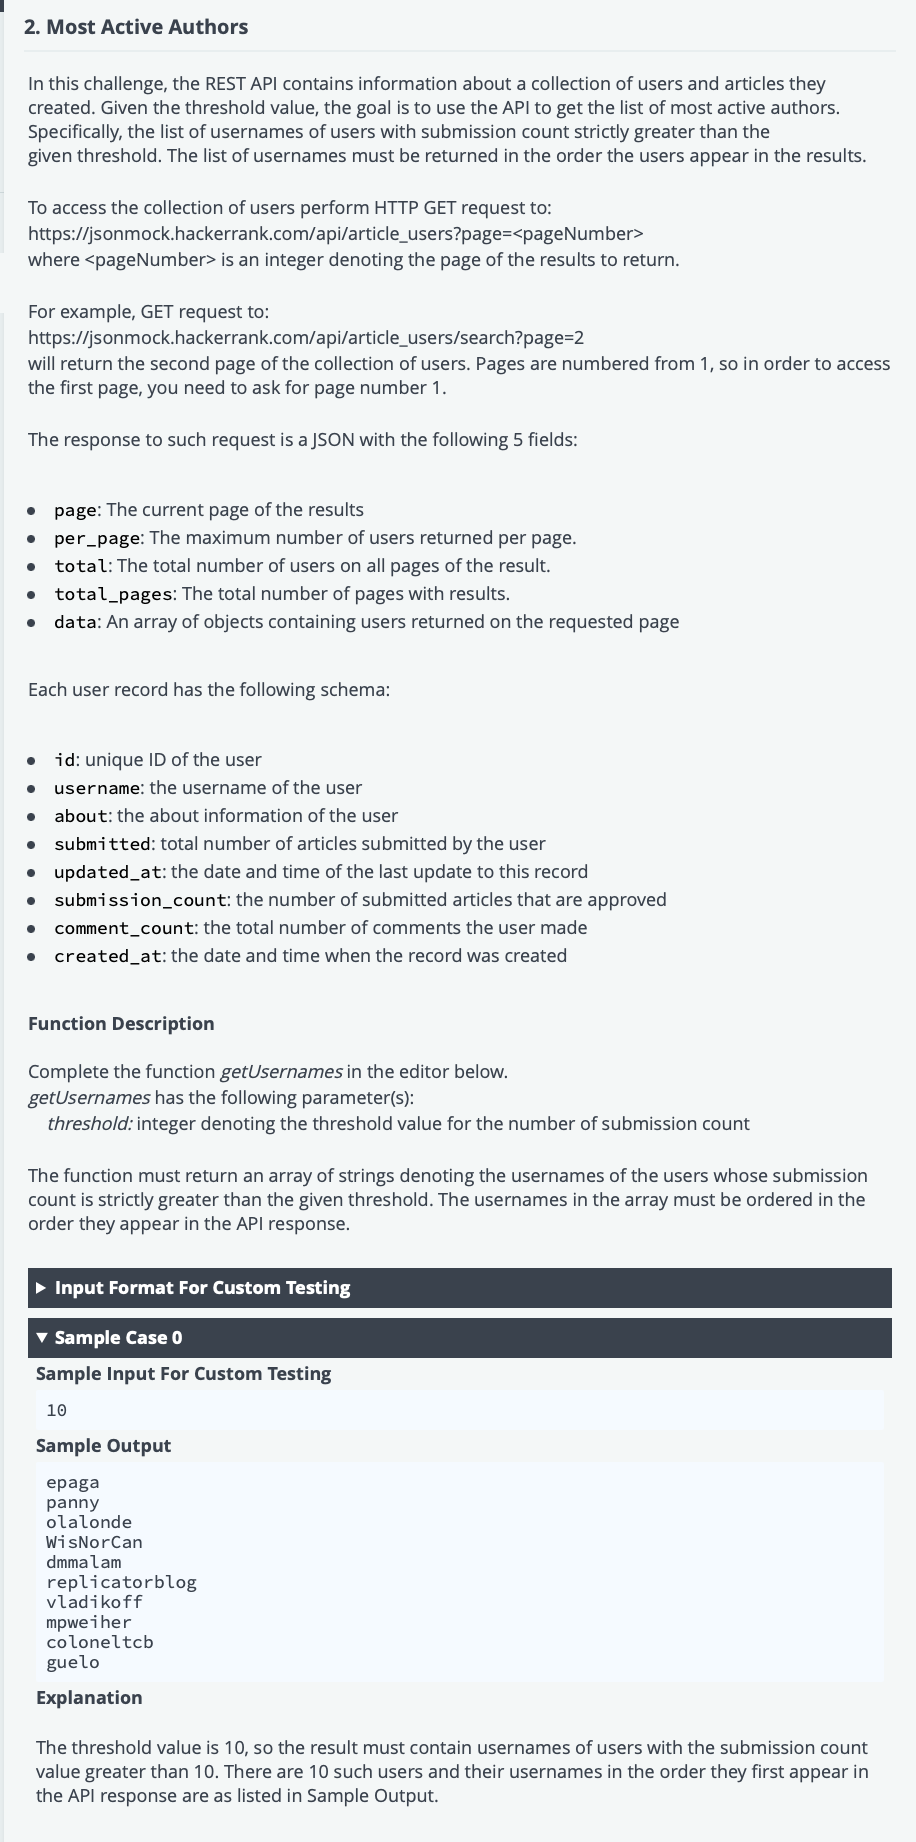 2. Most Active Authors
In this challenge, the REST API contains information about a collection of users and articles they
created. Given the threshold value, the goal is to use the API to get the list of most active authors.
Specifically, the list of usernames of users with submission count strictly greater than the
given threshold. The list of usernames must be returned in the order the users appear in the results.
To access the collection of users perform HTTP GET request to:
https://jsonmock.hackerrank.com/api/article_users?page=<pageNumber>
where <pageNumber> is an integer denoting the page of the results to return.
For example, GET request to:
https://jsonmock.hackerrank.com/api/article_users/search?page=2
will return the second page of the collection of users. Pages are numbered from 1, so in order to access
the first page, you need to ask for page number 1.
The response to such request is a JSON with the following 5 fields:
• page: The current page of the results
• per_page: The maximum number of users returned per page.
• total: The total number of users on all pages of the result.
• total_pages: The total number of pages with results.
• data: An array of objects containing users returned on the requested page
Each user record has the following schema:
• id: unique ID of the user
• username: the username of the user
• about: the about information of the user
• submitted: total number of articles submitted by the user
• updated_at: the date and time of the last update to this record
• submission_count: the number of submitted articles that are approved
• comment_count: the total number of comments the user made
• created_at: the date and time when the record was created
Function Description
Complete the function getUsernames in the editor below.
getUsernames has the following parameter(s):
threshold: integer denoting the threshold value for the number of submission count
The function must return an array of strings denoting the usernames of the users whose submission
count is strictly greater than the given threshold. The usernames in the array must be ordered in the
order they appear in the API response.
▶ Input Format For Custom Testing
▼ Sample Case 0
Sample Input For Custom Testing
10
Sample Output
epaga
panny
olalonde
WisNorCan
dmmalam
replicatorblog
vladikoff
mpweiher
coloneltcb
guelo
Explanation
The threshold value is 10, so the result must contain usernames of users with the submission count
value greater than 10. There are 10 such users and their usernames in the order they first appear in
the API response are as listed in Sample Output.